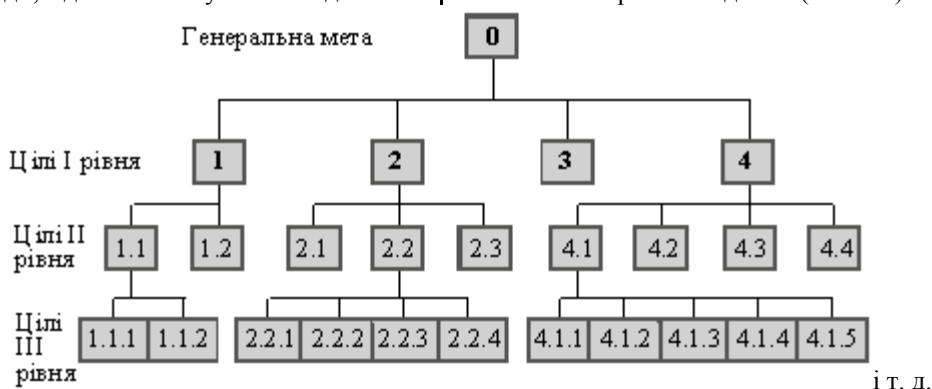 Генеральна мета 0
Цілі I рівня 1 2 3 4
Цілі II
рівня 1.1 1.2 2.1 2.2 2.3 4.1 4.2 4.3 4.4
Цілі
III
рівня 1.1.1 1.1.2 2.2.1 2.2.2 2.2.3 2.2.4 4.1.1 4.1.2 4.1.3 4.1.4 4.1.5
і т. д.